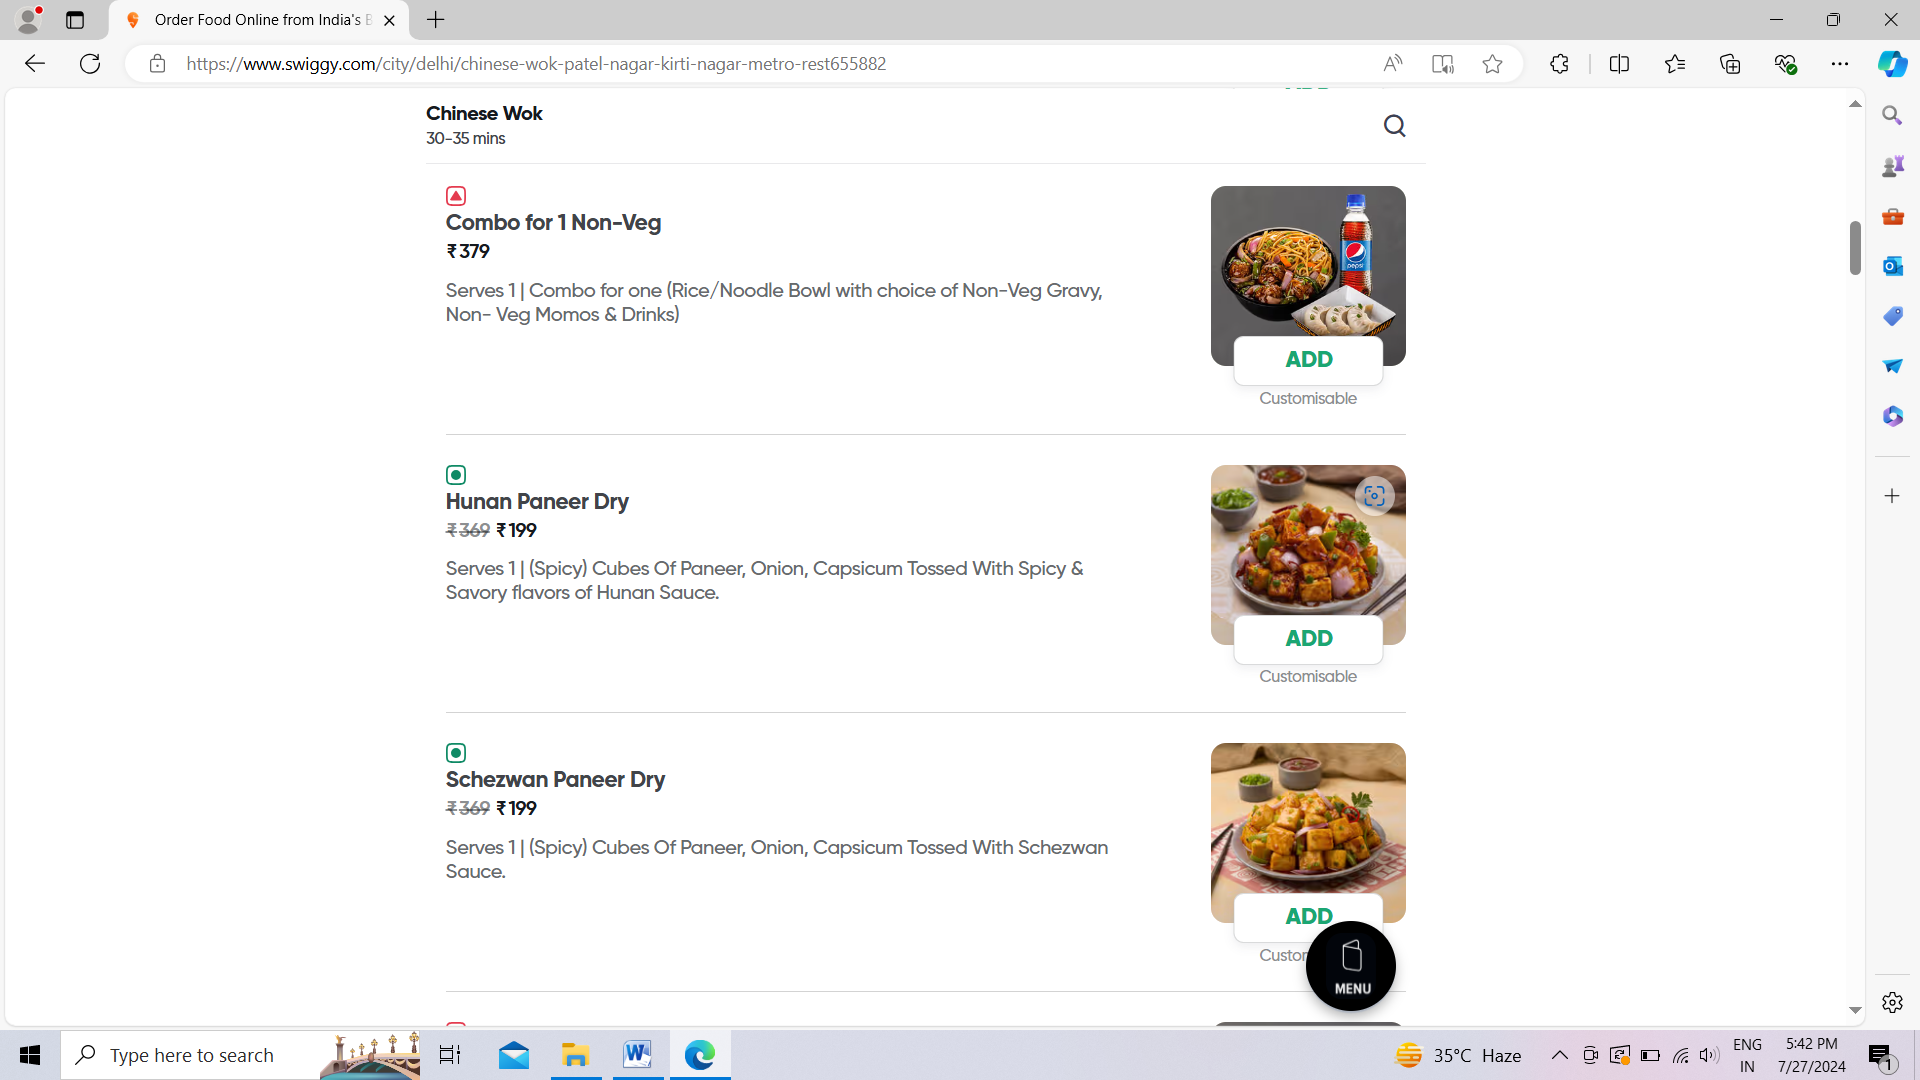 Order Food Online from India's B
https://www.swiggy.com/city/delhi/chinese-wok-patel-nagar-kirti-nagar-metro-rest655882
Chinese Wok
30-35 mins
Combo for 1 Non-Veg
₹379
Serves 1 | Combo for one (Rice/Noodle Bowl with choice of Non-Veg Gravy,
Non- Veg Momos & Drinks)
pepsi
ADD
Customisable
Hunan Paneer Dry
₹369 ₹199
Serves 1 | (Spicy) Cubes Of Paneer, Onion, Capsicum Tossed With Spicy &
Savory flavors of Hunan Sauce.
ADD
Customisable
Schezwan Paneer Dry
₹369 ₹199
Serves 1 | (Spicy) Cubes Of Paneer, Onion, Capsicum Tossed With Schezwan
Sauce.
ADD
Custor
MENU
Type here to search
35°C Haze
ENG
IN
5:42 PM
7/27/2024
1